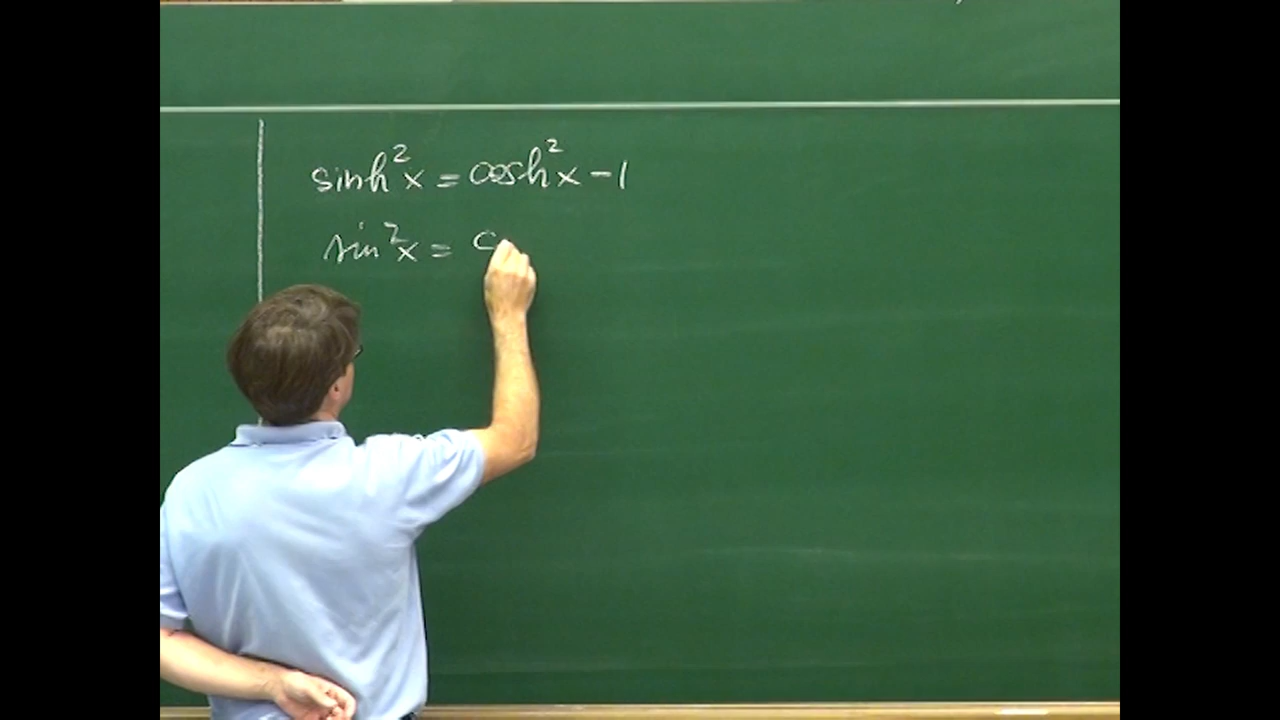 sinh²x = cosh²x - 1
sin²x = c